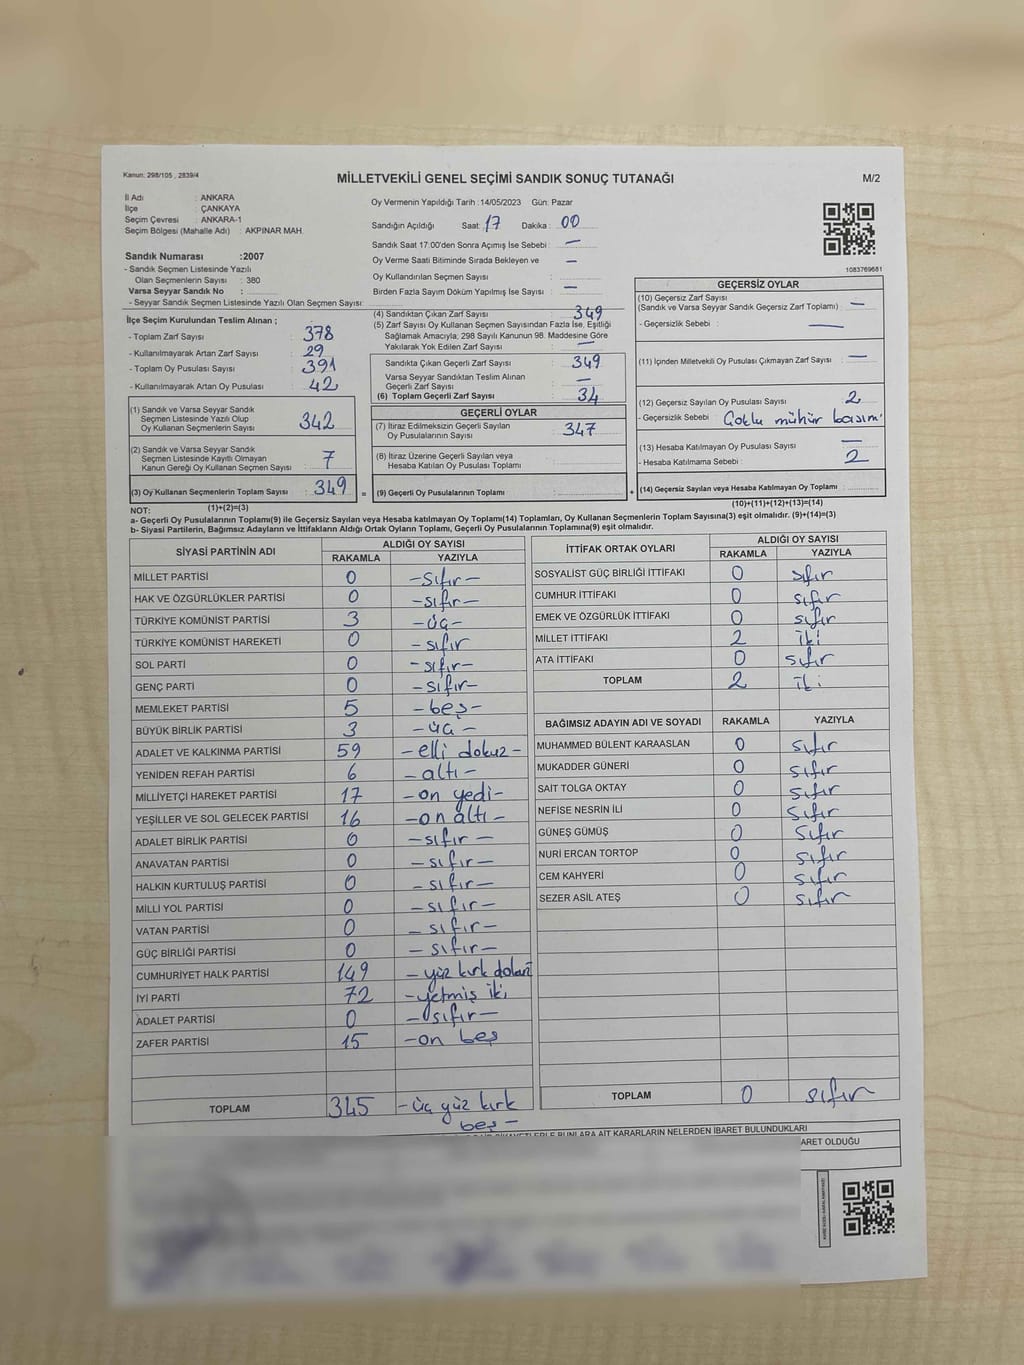 Kanun: 298/105 , 2839/4
MİLLETVEKİLİ GENEL SEÇİMİ SANDIK SONUÇ TUTANAĞI
M/2
İl Adı : ANKARA
İlçe : ÇANKAYA
Seçim Çevresi : ANKARA-1
Seçim Bölgesi (Mahalle Adı) : AKPINAR MAH.
Sandık Numarası :2007
- Sandık Seçmen Listesinde Yazılı
Olan Seçmenlerin Sayısı : 380
Varsa Seyyar Sandık No :
- Seyyar Sandık Seçmen Listesinde Yazılı Olan Seçmen Sayısı:
Oy Vermenin Yapıldığı Tarih :14/05/2023 Gün: Pazar
Sandığın Açıldığı Saat: 17 Dakika : 00
Sandık Saat 17:00'den Sonra Açımış İse Sebebi : —
Oy Verme Saati Bitiminde Sırada Bekleyen ve —
Oy Kullandırılan Seçmen Sayısı :
Birden Fazla Sayım Döküm Yapılmış İse Sayısı : —
1083769681
İlçe Seçim Kurulundan Teslim Alınan ;
- Toplam Zarf Sayısı : 378
- Kullanılmayarak Artan Zarf Sayısı : 29
- Toplam Oy Pusulası Sayısı : 391
- Kullanılmayarak Artan Oy Pusulası : 42
(1) Sandık ve Varsa Seyyar Sandık
Seçmen Listesinde Yazılı Olup
Oy Kullanan Seçmenlerin Sayısı : 342
(2) Sandık ve Varsa Seyyar Sandık
Seçmen Listesinde Kayıtlı Olmayan
Kanun Gereği Oy Kullanan Seçmen Sayısı : 7
(3) Oy Kullanan Seçmenlerin Toplam Sayısı : 349 =
(1)+(2)=(3)
(4) Sandıktan Çıkan Zarf Sayısı : 349
(5) Zarf Sayısı Oy Kullanan Seçmen Sayısından Fazla İse, Eşitliği
Sağlamak Amacıyla; 298 Sayılı Kanunun 98. Maddesine Göre
Yakılarak Yok Edilen Zarf Sayısı : —
Sandıkta Çıkan Geçerli Zarf Sayısı : 349
Varsa Seyyar Sandıktan Teslim Alınan
Geçerli Zarf Sayısı : —
(6) Toplam Geçerli Zarf Sayısı : 34
GEÇERLİ OYLAR
(7) İtiraz Edilmeksizin Geçerli Sayılan
Oy Pusulalarının Sayısı : 347
(8) İtiraz Üzerine Geçerli Sayılan veya
Hesaba Katılan Oy Pusulası Toplamı :
(9) Geçerli Oy Pusulalarının Toplamı : +
GEÇERSİZ OYLAR
(10) Geçersiz Zarf Sayısı
(Sandık ve Varsa Seyyar Sandık Geçersiz Zarf Toplamı) : —
- Geçersizlik Sebebi : —
(11) İçinden Milletvekili Oy Pusulası Çıkmayan Zarf Sayısı : —
(12) Geçersiz Sayılan Oy Pusulası Sayısı : 2
- Geçersizlik Sebebi : Çoklu mühür basım
(13) Hesaba Katılmayan Oy Pusulası Sayısı : —
- Hesaba Katılmama Sebebi : 2
(14) Geçersiz Sayılan veya Hesaba Katılmayan Oy Toplamı :
(10)+(11)+(12)+(13)=(14)
NOT:
a- Geçerli Oy Pusulalarının Toplamı(9) ile Geçersiz Sayılan veya Hesaba katılmayan Oy Toplamı(14) Toplamları, Oy Kullanan Seçmenlerin Toplam Sayısına(3) eşit olmalıdır. (9)+(14)=(3)
b- Siyasi Partilerin, Bağımsız Adayların ve İttifakların Aldığı Ortak Oyların Toplamı, Geçerli Oy Pusulalarının Toplamına(9) eşit olmalıdır.
SİYASİ PARTİNİN ADI ALDIĞI OY SAYISI
RAKAMLA YAZIYLA
MİLLET PARTİSİ 0 -sıfır-
HAK VE ÖZGÜRLÜKLER PARTİSİ 0 -sıfır-
TÜRKİYE KOMÜNİST PARTİSİ 3 -üç-
TÜRKİYE KOMÜNİST HAREKETİ 0 -sıfır
SOL PARTİ 0 -sıfır-
GENÇ PARTİ 0 -sıfır-
MEMLEKET PARTİSİ 5 -beş-
BÜYÜK BİRLİK PARTİSİ 3 -üç-
ADALET VE KALKINMA PARTİSİ 59 -elli dokuz-
YENİDEN REFAH PARTİSİ 6 -altı-
MİLLİYETÇİ HAREKET PARTİSİ 17 -on yedi-
YEŞİLLER VE SOL GELECEK PARTİSİ 16 -on altı-
ADALET BİRLİK PARTİSİ 0 -sıfır-
ANAVATAN PARTİSİ 0 -sıfır-
HALKIN KURTULUŞ PARTİSİ 0 -sıfır-
MİLLİ YOL PARTİSİ 0 -sıfır-
VATAN PARTİSİ 0 -sıfır-
GÜÇ BİRLİĞİ PARTİSİ 0 -sıfır-
CUMHURİYET HALK PARTİSİ 149 -yüz kırk
İYİ PARTİ 72 -yetmiş iki
ADALET PARTİSİ 0 -sıfır-
ZAFER PARTİSİ 15 -on beş
TOPLAM 345 -üç yüz kırk
beş-
İTTİFAK ORTAK OYLARI ALDIĞI OY SAYISI
RAKAMLA YAZIYLA
SOSYALİST GÜÇ BİRLİĞİ İTTİFAKI 0 sıfır
CUMHUR İTTİFAKI 0 sıfır
EMEK VE ÖZGÜRLÜK İTTİFAKI 0 sıfır
MİLLET İTTİFAKI 2 iki
ATA İTTİFAKI 0 sıfır
TOPLAM 2 iki
BAĞIMSIZ ADAYIN ADI VE SOYADI RAKAMLA YAZIYLA
MUHAMMED BÜLENT KARAASLAN 0 sıfır
MUKADDER GÜNERİ 0 sıfır
SAİT TOLGA OKTAY 0 sıfır
NEFİSE NESRİN İLİ 0 sıfır
GÜNEŞ GÜMÜŞ 0 sıfır
NURİ ERCAN TORTOP 0 sıfır
CEM KAHYERİ 0 sıfır
SEZER ASİL ATEŞ 0 sıfır
TOPLAM 0 sıfır
BUNLARA AİT KARARLARIN NELERDEN İBARET BULUNDUKLARI
OLDUĞU